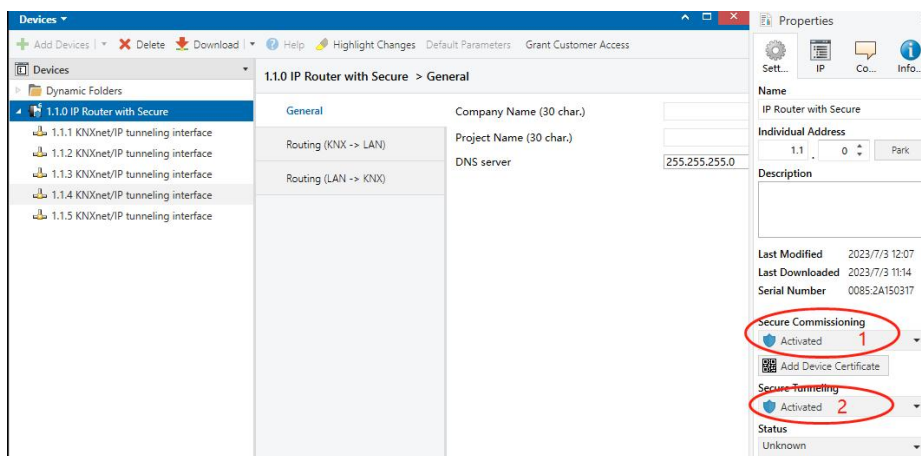 Devices
Add Devices
Delete
Download
Help
Highlight Changes
Default Parameters
Grant Customer Access
Devices
Dynamic Folders
1.1.0 IP Router with Secure
1.1.1 KNXnet/IP tunneling interface
1.1.2 KNXnet/IP tunneling interface
1.1.3 KNXnet/IP tunneling interface
1.1.4 KNXnet/IP tunneling interface
1.1.5 KNXnet/IP tunneling interface
1.1.0 IP Router with Secure > General
General
Routing (KNX -> LAN)
Routing (LAN -> KNX)
Company Name (30 char.)
Project Name (30 char.)
DNS server
255.255.255.0
Properties
Sett...
IP
Co...
Info...
Name
IP Router with Secure
Individual Address
1.1 . 0
Park
Description
Last Modified 2023/7/3 12:07
Last Downloaded 2023/7/3 11:14
Serial Number 0085:2A150317
Secure Commissioning
Activated 1
Add Device Certificate
Secure Tunneling
Activated 2
Status
Unknown